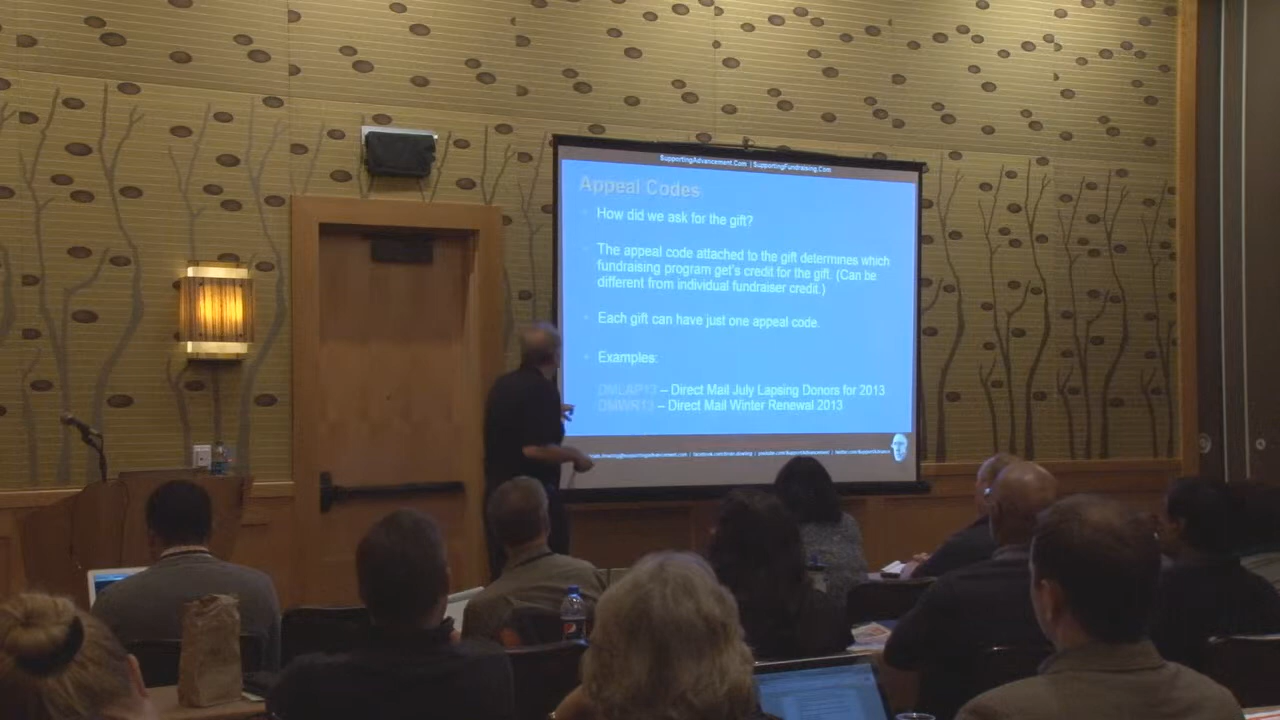 SupportingAdvancement.Com | SupportingFundraising.Com
Appeal Codes
How did we ask for the gift?
The appeal code attached to the gift determines which
fundraising program get's credit for the gift. (Can be
different from individual fundraiser credit.)
Each gift can have just one appeal code.
Examples:
DMLAP13 – Direct Mail July Lapsing Donors for 2013
DMWR13 – Direct Mail Winter Renewal 2013